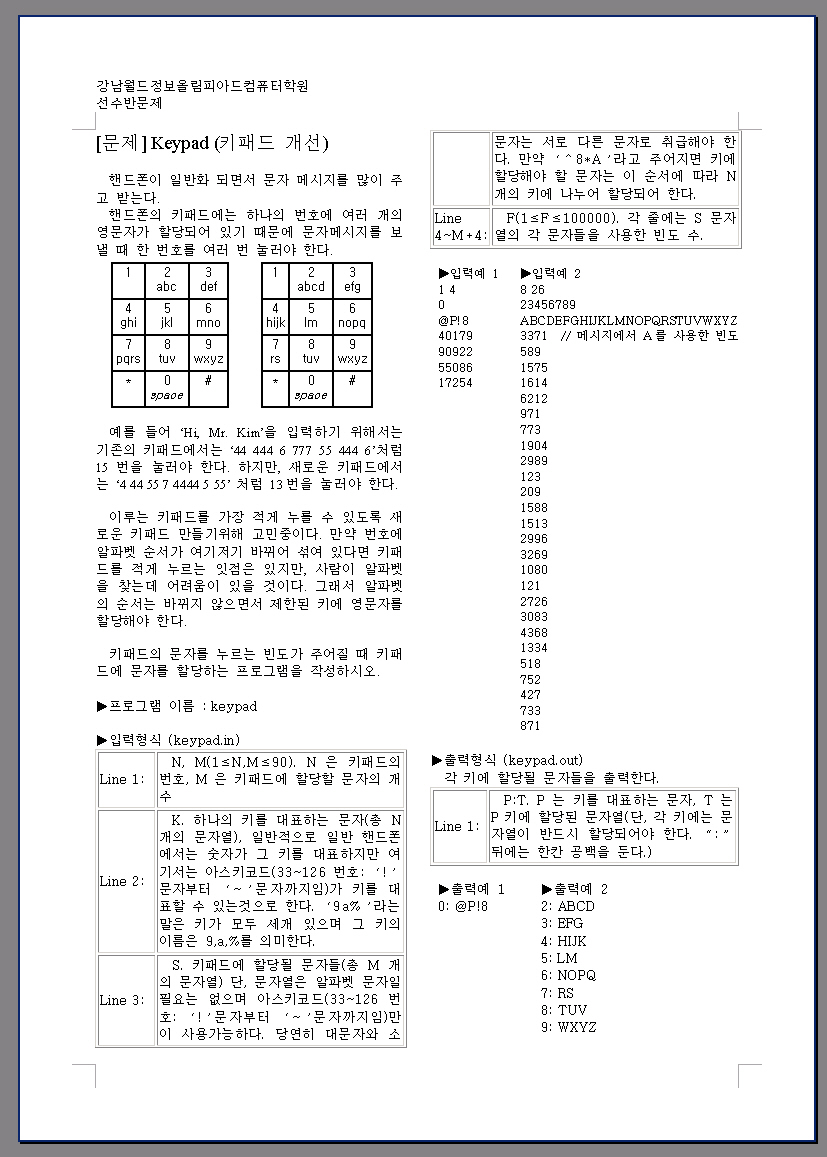 강남월드정보올림피아드컴퓨터학원
선수반문제
[문제] Keypad (키패드 개선)
핸드폰이 일반화 되면서 문자 메시지를 많이 주
고 받는다.
핸드폰의 키패드에는 하나의 번호에 여러 개의
영문자가 할당되어 있기 때문에 문자메시지를 보
낼 때 한 번호를 여러 번 눌러야 한다.
1 2 3
abc def
4 5 6
ghi jkl mno
7 8 9
pqrs tuv wxyz
* 0 #
space
1 2 3
abcd efg
4 5 6
hijk lm nopq
7 8 9
rs tuv wxyz
* 0 #
space
예를 들어 ‘Hi, Mr. Kim’을 입력하기 위해서는
기존의 키패드에서는 ‘44 444 6 777 55 444 6’처럼
15 번을 눌러야 한다. 하지만, 새로운 키패드에서
는 ‘4 44 55 7 4444 5 55’ 처럼 13번을 눌러야 한다.
이루는 키패드를 가장 적게 누를 수 있도록 새
로운 키패드 만들기위해 고민중이다. 만약 번호에
알파벳 순서가 여기저기 바뀌어 섞여 있다면 키패
드를 적게 누르는 잇점은 있지만, 사람이 알파벳
을 찾는데 어려움이 있을 것이다. 그래서 알파벳
의 순서는 바뀌지 않으면서 제한된 키에 영문자를
할당해야 한다.
키패드의 문자를 누르는 빈도가 주어질 때 키패
드에 문자를 할당하는 프로그램을 작성하시오.
▶프로그램 이름 : keypad
▶입력형식 (keypad.in)
Line 1:
N, M(1≤N,M≤90). N 은 키패드의
번호, M 은 키패드에 할당할 문자의 개
수
Line 2:
K. 하나의 키를 대표하는 문자(총 N
개의 문자열), 일반적으로 일반 핸드폰
에서는 숫자가 그 키를 대표하지만 여
기서는 아스키코드(33~126 번호: ‘!’
문자부터 ‘~’문자까지임)가 키를 대
표할 수 있는것으로 한다. ‘9a%’라는
말은 키가 모두 세개 있으며 그 키의
이름은 9,a,%를 의미한다.
Line 3:
S. 키패드에 할당될 문자들(총 M 개
의 문자열) 단, 문자열은 알파벳 문자일
필요는 없으며 아스키코드(33~126 번
호: ‘!’문자부터 ‘~’문자까지임)만
이 사용가능하다. 당연히 대문자와 소
문자는 서로 다른 문자로 취급해야 한
다. 만약 ‘^8*A’라고 주어지면 키에
할당해야 할 문자는 이 순서에 따라 N
개의 키에 나누어 할당되어야 한다.
Line
4~M+4:
F(1≤F≤100000). 각 줄에는 S 문자
열의 각 문자들을 사용한 빈도 수.
▶입력예 1
1 4
0
@P!8
40179
90922
55086
17254
▶입력예 2
8 26
23456789
ABCDEFGHIJKLMNOPQRSTUVWXYZ
3371 // 메시지에서 A를 사용한 빈도
589
1575
1614
6212
971
773
1904
2989
123
209
1588
1513
2996
3269
1080
121
2726
3083
4368
1334
518
752
427
733
871
▶출력형식 (keypad.out)
각 키에 할당될 문자들을 출력한다.
Line 1:
P:T. P 는 키를 대표하는 문자, T 는
P키에 할당된 문자열(단, 각 키에는 문
자열이 반드시 할당되어야 한다. “:”
뒤에는 한칸 공백을 둔다.)
▶출력예 1
0: @P!8
▶출력예 2
2: ABCD
3: EFG
4: HIJK
5: LM
6: NOPQ
7: RS
8: TUV
9: WXYZ